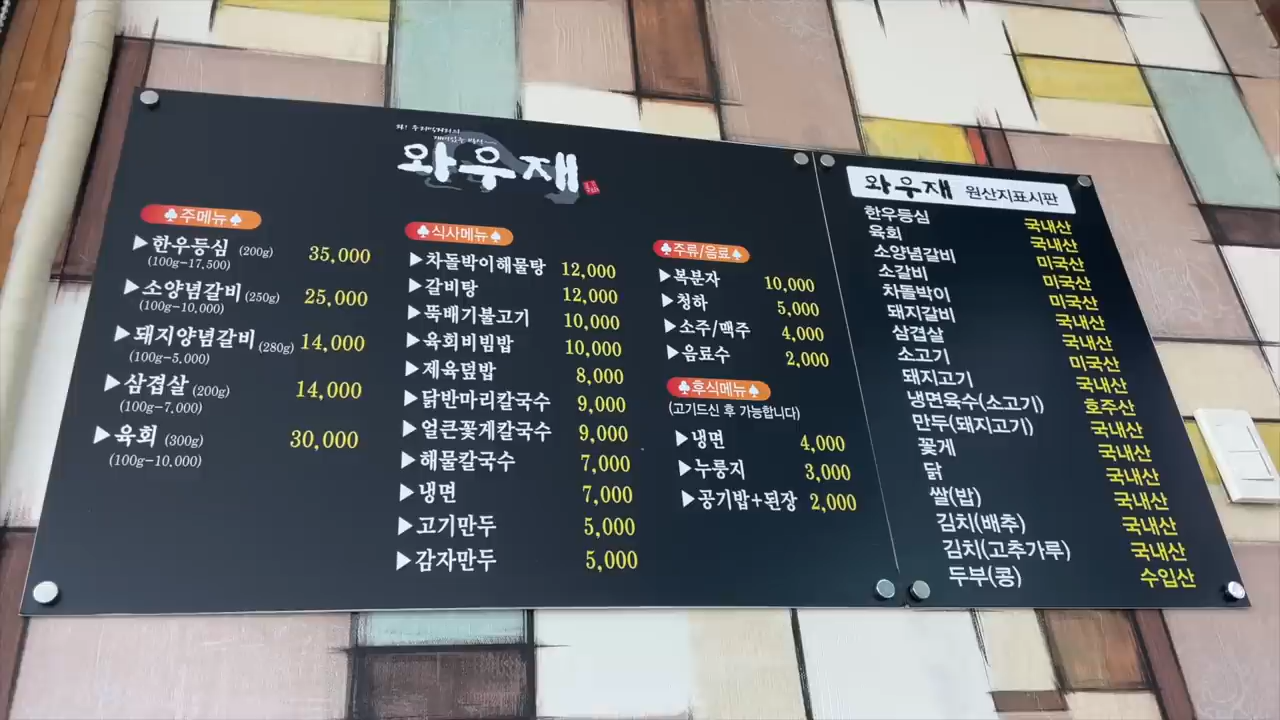 와우재
♣주메뉴♠
▶한우등심 (200g) 35,000
(100g-17,500)
▶소양념갈비 (250g) 25,000
(100g-10,000)
▶돼지양념갈비 (280g) 14,000
(100g-5,000)
▶삼겹살 (200g) 14,000
(100g-7,000)
▶육회 (300g) 30,000
(100g-10,000)
♣식사메뉴♠
▶차돌박이해물탕 12,000
▶갈비탕 12,000
▶뚝배기불고기 10,000
▶육회비빔밥 10,000
▶제육덮밥 8,000
▶닭반마리칼국수 9,000
▶얼큰꽃게칼국수 9,000
▶해물칼국수 7,000
▶냉면 7,000
▶고기만두 5,000
▶감자만두 5,000
♣주류/음료♠
▶복분자 10,000
▶청하 5,000
▶소주/맥주 4,000
▶음료수 2,000
♣후식메뉴♠
(고기드신 후 가능합니다)
▶냉면 4,000
▶누룽지 3,000
▶공기밥+된장 2,000
와우재 원산지표시판
한우등심 국내산
육회 국내산
소양념갈비 미국산
소갈비 미국산
차돌박이 미국산
돼지갈비 국내산
삼겹살 국내산
소고기 미국산
돼지고기 국내산
냉면육수(소고기) 호주산
만두(돼지고기) 국내산
꽃게 국내산
닭 국내산
쌀(밥) 국내산
김치(배추) 국내산
김치(고추가루) 국내산
두부(콩) 수입산